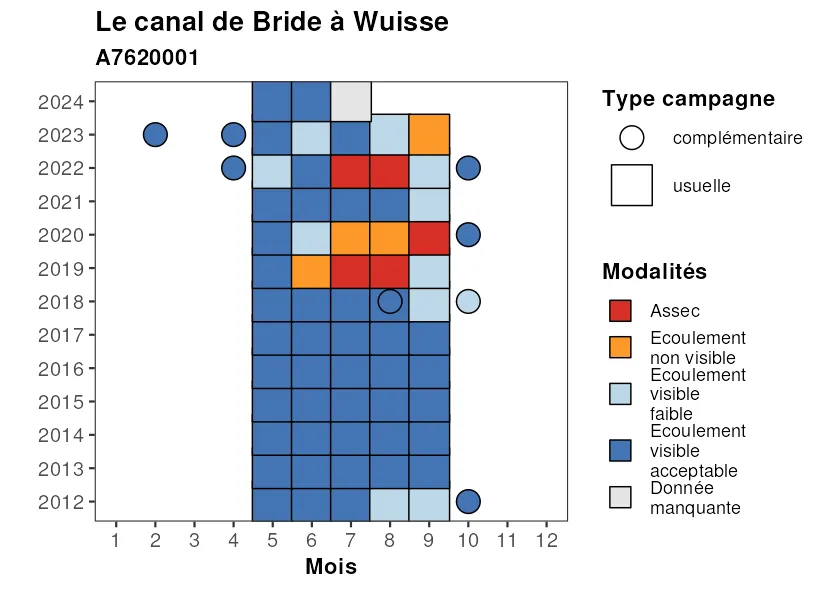 Le canal de Bride à Wuisse
A7620001
2024
2023
2022
2021
2020
2019
2018
2017
2016
2015
2014
2013
2012
1 2 3 4 5 6 7 8 9 10 11 12
Mois
Type campagne
complémentaire
usuelle
Modalités
Assec
Ecoulement
non visible
Ecoulement
visible
faible
Ecoulement
visible
acceptable
Donnée
manquante